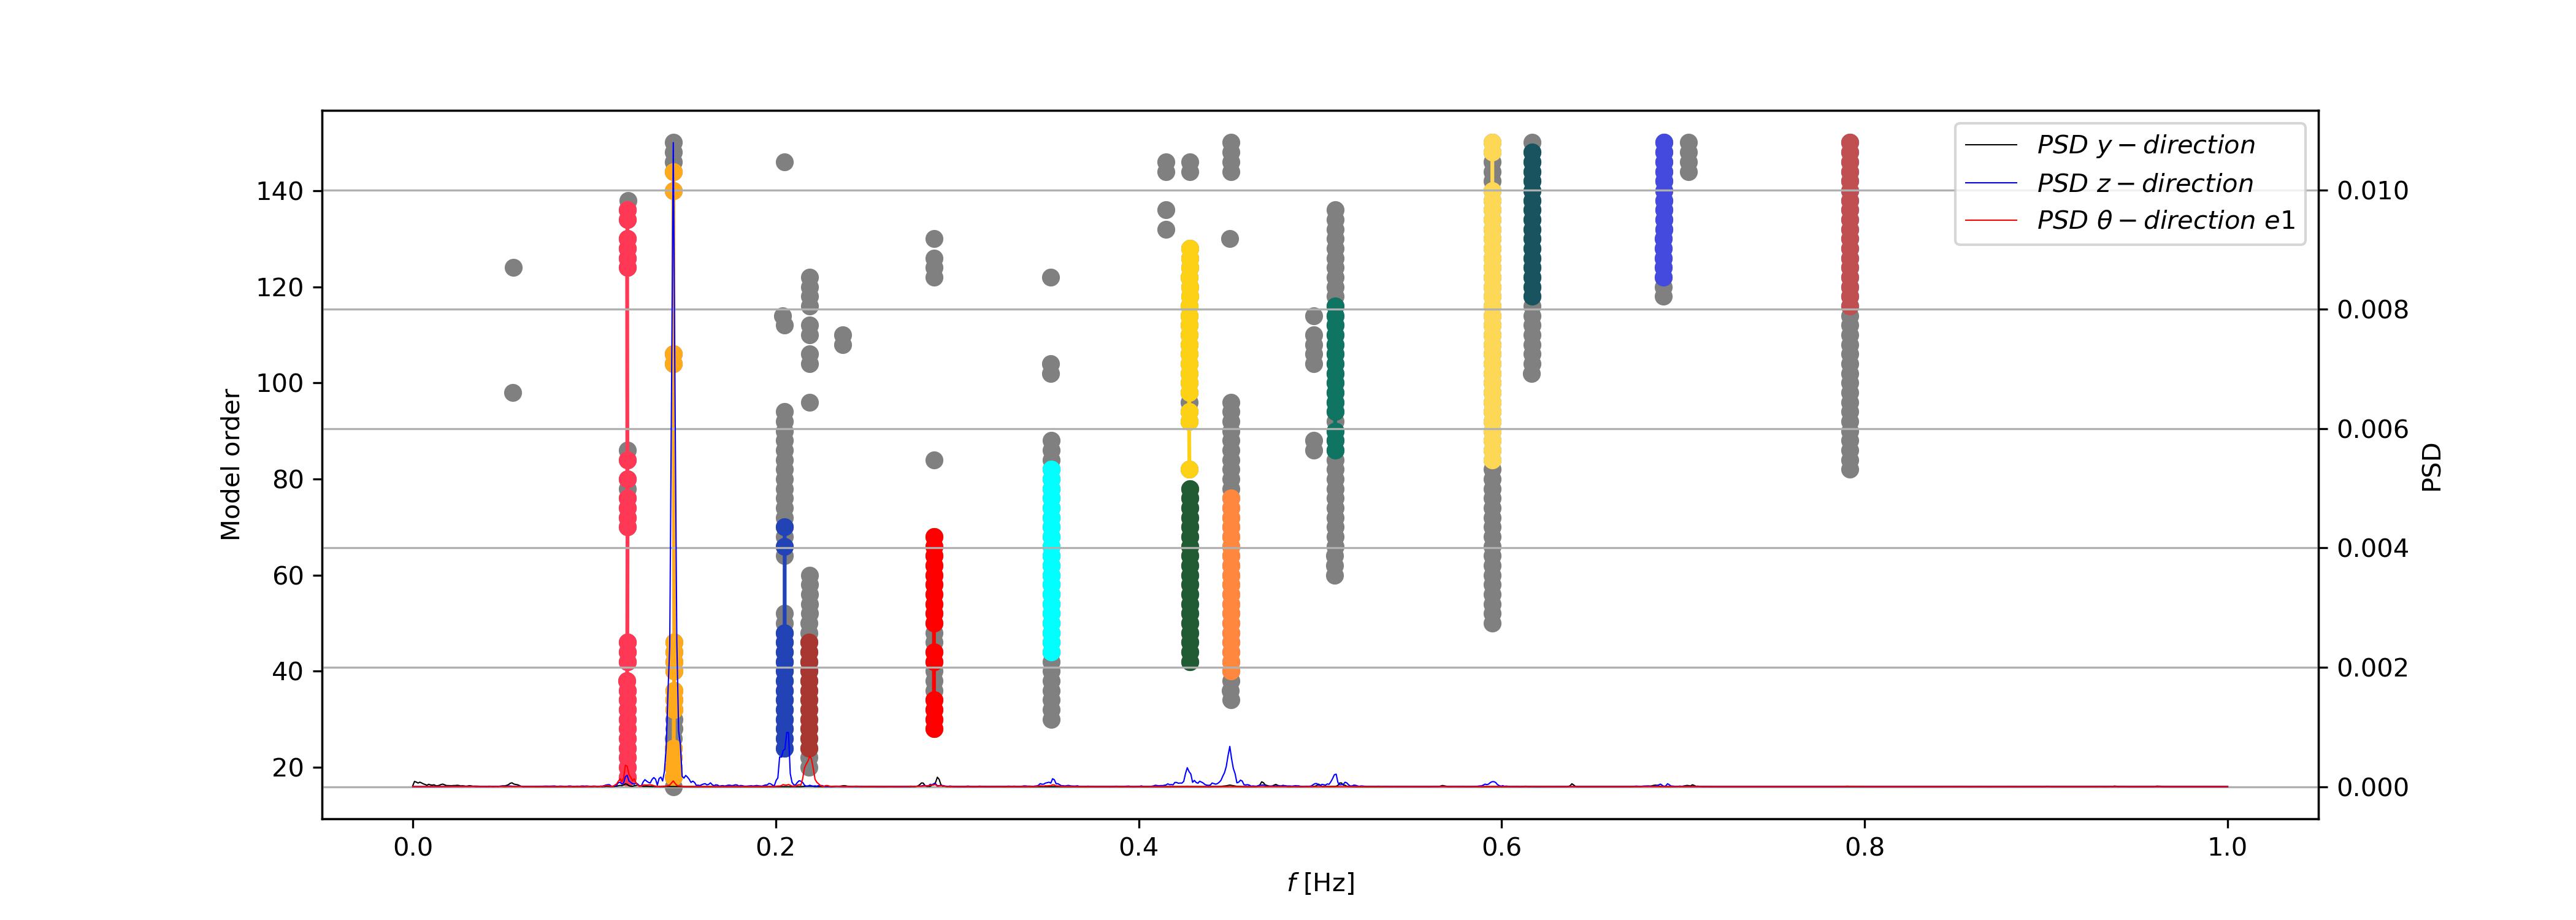 PSD y − direction
PSD z − direction
PSD θ − direction e1
140
120
100
80
60
40
20
Model order
0.010
0.008
0.006
0.004
0.002
0.000
PSD
0.0 0.2 0.4 0.6 0.8 1.0
f [Hz]